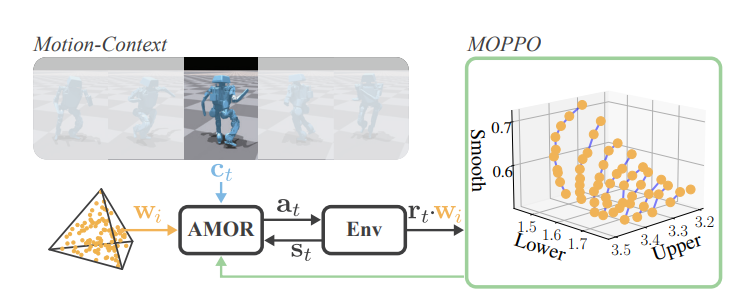 Motion-Context
MOPPO
c_t
w_i
AMOR
a_t
s_t
Env
r_t·w_i
Smooth
0.7
0.6
1.5
1.6
1.7
Lower
3.5
3.4
3.3
3.2
Upper